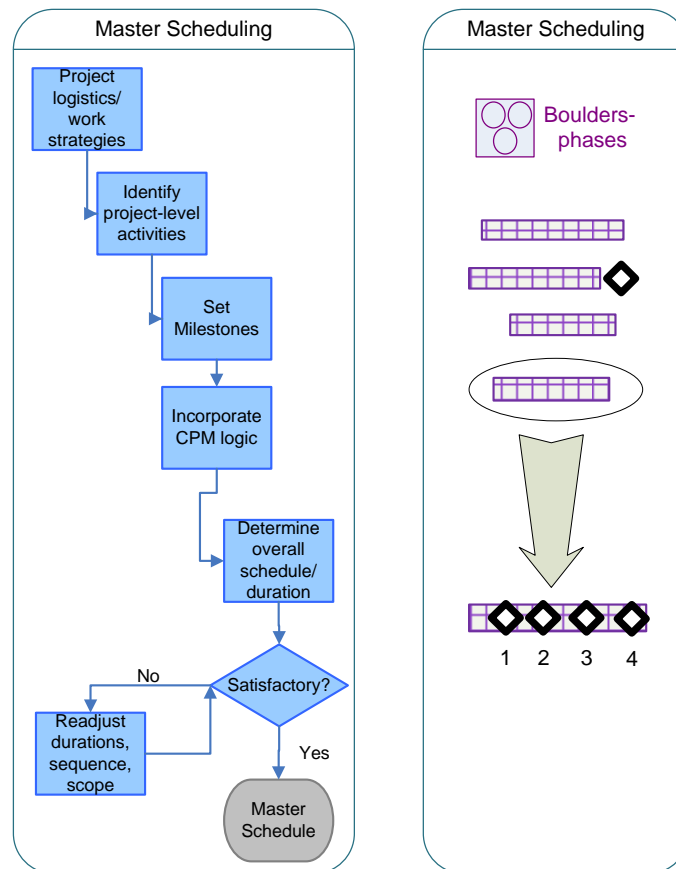 Master Scheduling
Project
logistics/
work
strategies
Identify
project-level
activities
Set
Milestones
Incorporate
CPM logic
Determine
overall
schedule/
duration
Satisfactory?
No
Readjust
durations,
sequence,
scope
Yes
Master
Schedule
Master Scheduling
Boulders-
phases
1 2 3 4